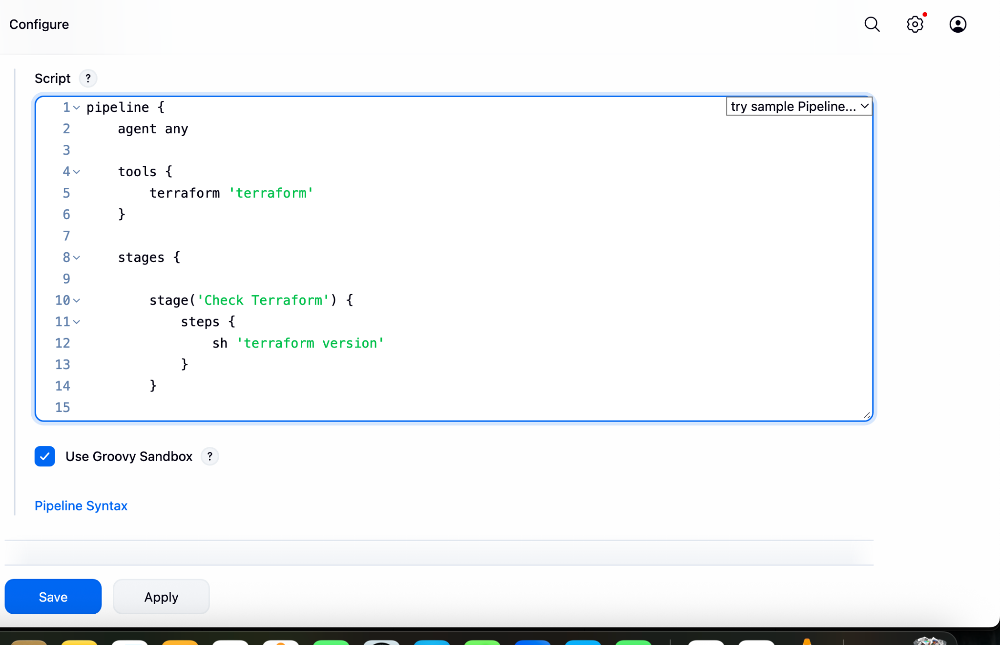 Configure
Script ?
try sample Pipeline...
1 pipeline {
2     agent any
3
4     tools {
5         terraform 'terraform'
6     }
7
8     stages {
9
10         stage('Check Terraform') {
11             steps {
12                 sh 'terraform version'
13             }
14         }
15
Use Groovy Sandbox ?
Pipeline Syntax
Save Apply